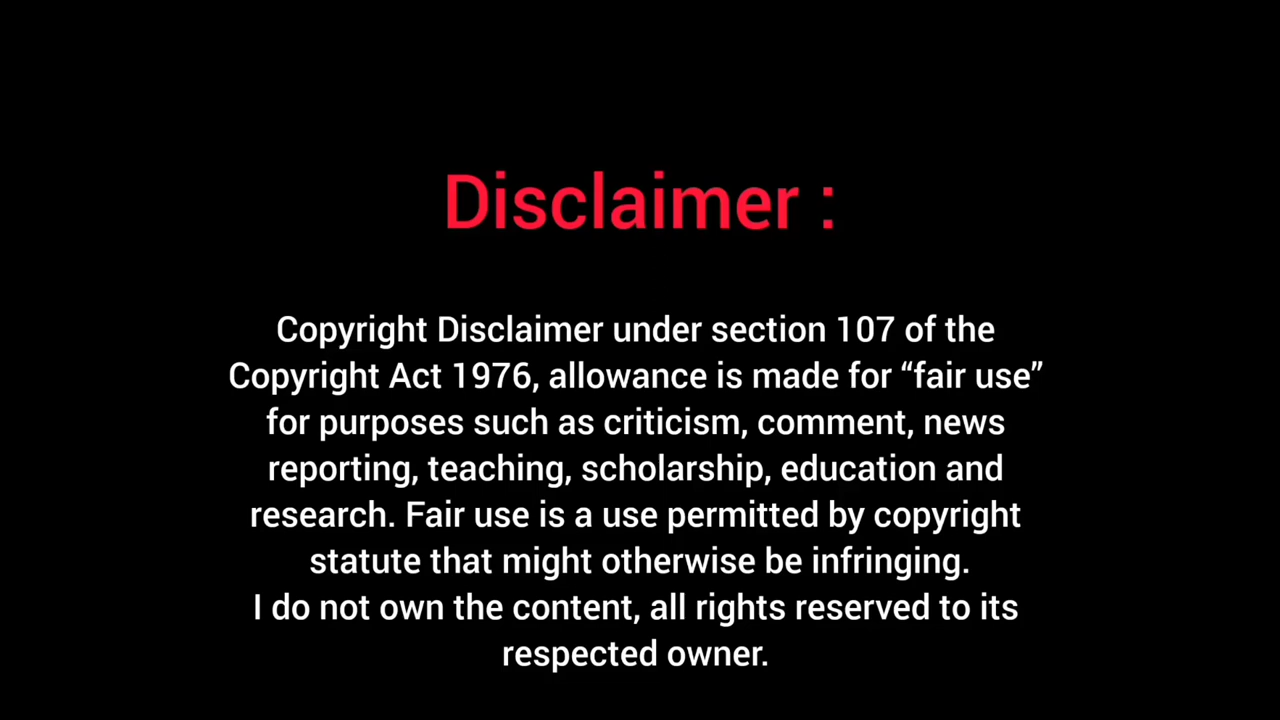 Disclaimer :
Copyright Disclaimer under section 107 of the
Copyright Act 1976, allowance is made for “fair use”
for purposes such as criticism, comment, news
reporting, teaching, scholarship, education and
research. Fair use is a use permitted by copyright
statute that might otherwise be infringing.
I do not own the content, all rights reserved to its
respected owner.